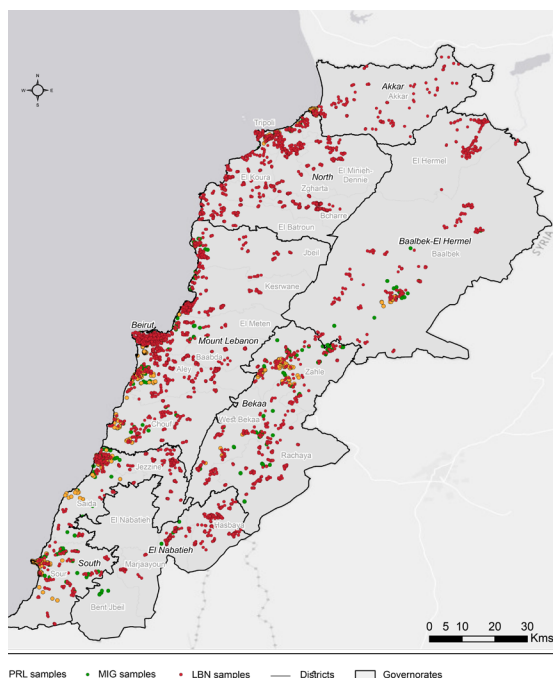 N
W E
S
Akkar
Akkar
Tripoli
El Hermel
El Minieh-
Dennie
North
El Koura
Zgharta
Bcharre
El Batroun
Baalbek-El Hermel
Baalbek
SYRIA
Jbeil
Kesrwane
Beirut
El Meten
Mount Lebanon
Baabda
Aley
Zahle
Bekaa
Chouf
West Bekaa
Jezzine
Rachaya
Saida
El Nabatieh
Hasbaya
El Nabatieh
Marjaayoun
South
Sour
Bent Jbeil
0 5 10 20 30
Kms
PRL samples MIG samples LBN samples Districts Governorates